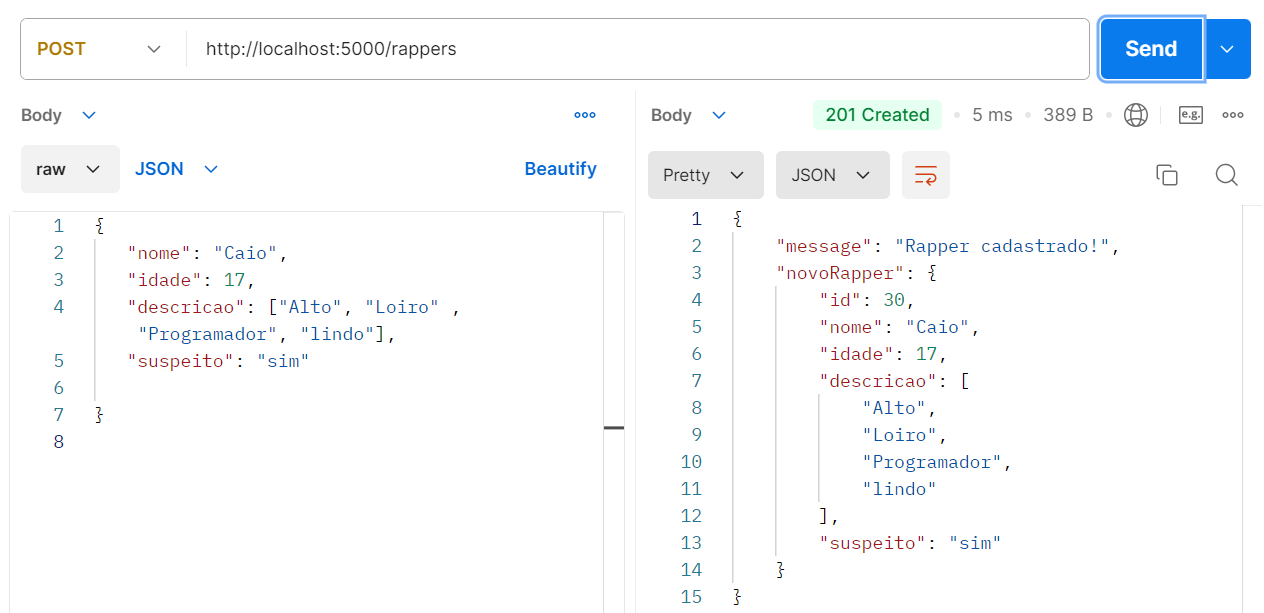 POST http://localhost:5000/rappers Send
Body
raw JSON Beautify
1 {
2 "nome": "Caio",
3 "idade": 17,
4 "descricao": ["Alto", "Loiro" ,
"Programador", "lindo"],
5 "suspeito": "sim"
6
7 }
8
Body 201 Created 5 ms 389 B e.g.
Pretty JSON
1 {
2 "message": "Rapper cadastrado!",
3 "novoRapper": {
4 "id": 30,
5 "nome": "Caio",
6 "idade": 17,
7 "descricao": [
8 "Alto",
9 "Loiro",
10 "Programador",
11 "lindo"
12 ],
13 "suspeito": "sim"
14 }
15 }